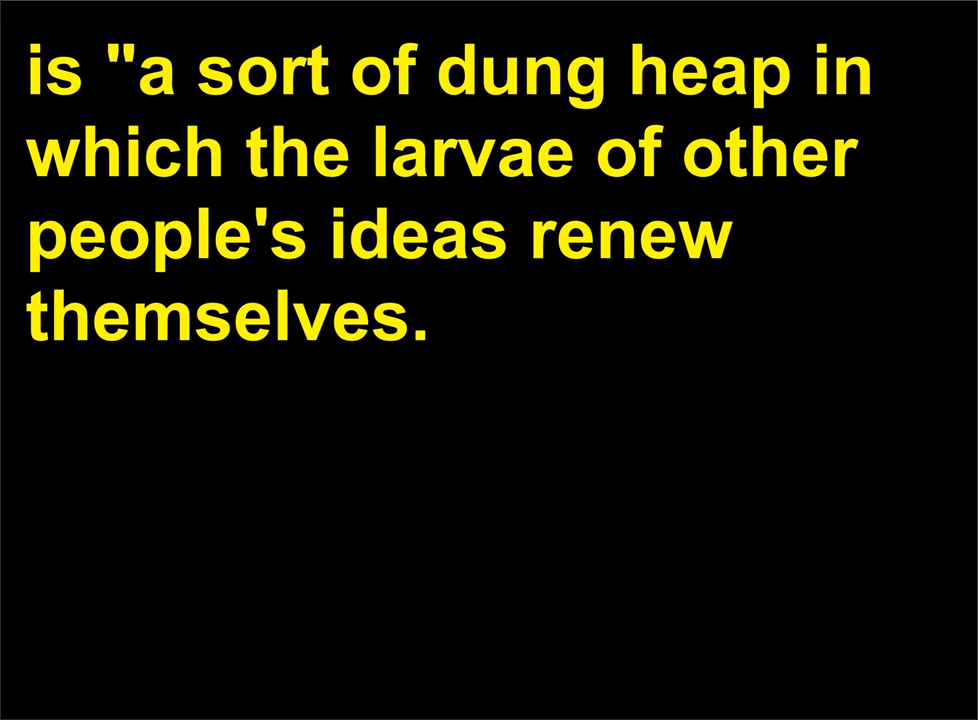 is "a sort of dung heap in
which the larvae of other
people's ideas renew
themselves.